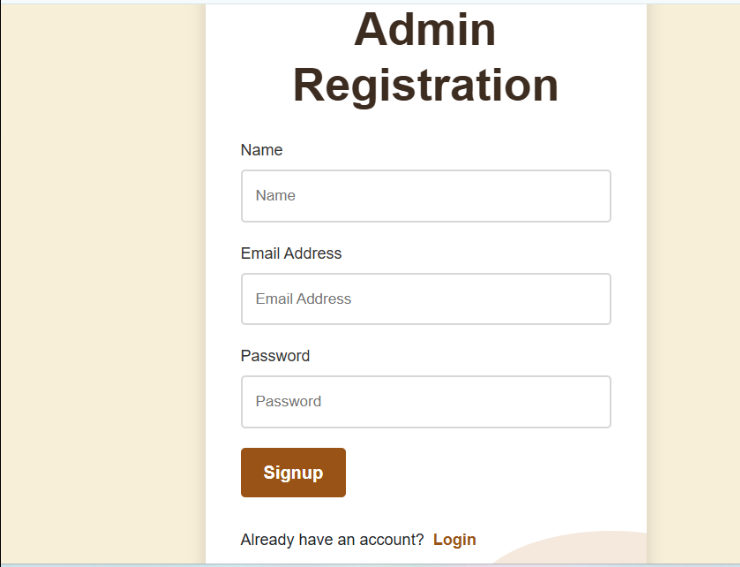 Admin
Registration
Name
Name
Email Address
Email Address
Password
Password
Signup
Already have an account? Login